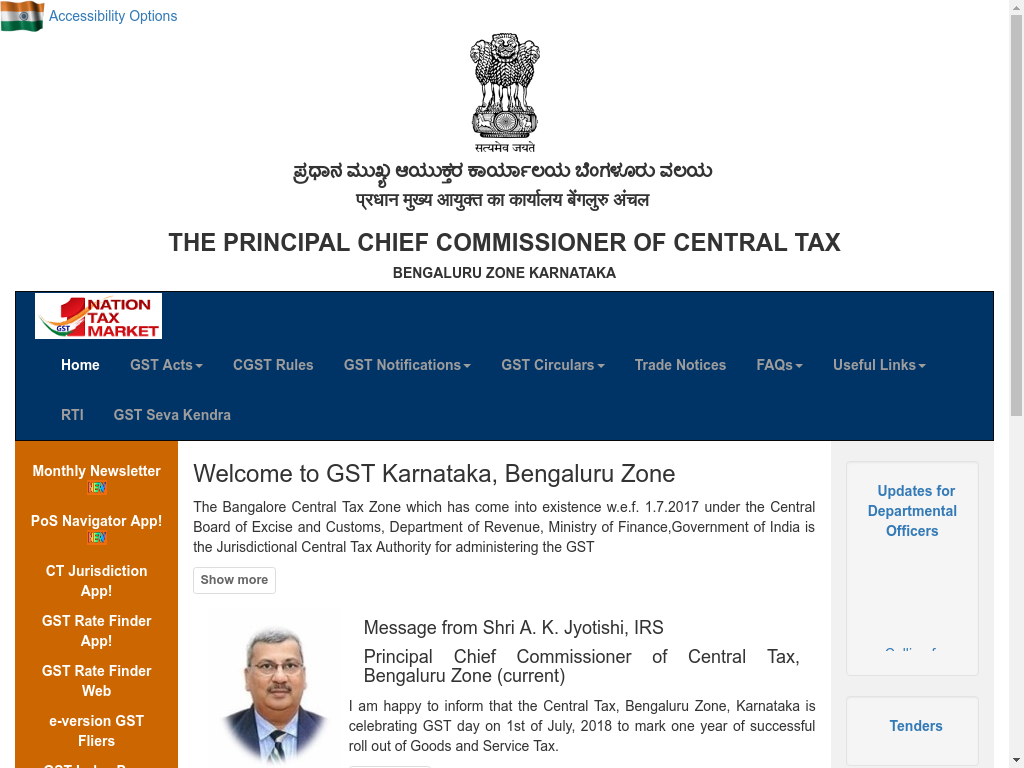 Accessibility Options
सत्यमेव जयते
ಪ್ರಧಾನ ಮುಖ್ಯ ಆಯುಕ್ತರ ಕಾರ್ಯಾಲಯ ಬೆಂಗಳೂರು ವಲಯ
प्रधान मुख्य आयुक्त का कार्यालय बेंगलुरु अंचल
THE PRINCIPAL CHIEF COMMISSIONER OF CENTRAL TAX
BENGALURU ZONE KARNATAKA
1 NATION
TAX
GST MARKET
Home GST Acts CGST Rules GST Notifications GST Circulars Trade Notices FAQs Useful Links
RTI GST Seva Kendra
Monthly Newsletter
NEW
PoS Navigator App!
NEW
CT Jurisdiction
App!
GST Rate Finder
App!
GST Rate Finder
Web
e-version GST
Fliers
Welcome to GST Karnataka, Bengaluru Zone
The Bangalore Central Tax Zone which has come into existence w.e.f. 1.7.2017 under the Central
Board of Excise and Customs, Department of Revenue, Ministry of Finance,Government of India is
the Jurisdictional Central Tax Authority for administering the GST
Show more
Message from Shri A. K. Jyotishi, IRS
Principal Chief Commissioner of Central Tax,
Bengaluru Zone (current)
I am happy to inform that the Central Tax, Bengaluru Zone, Karnataka is
celebrating GST day on 1st of July, 2018 to mark one year of successful
roll out of Goods and Service Tax.
Updates for
Departmental
Officers
Tenders